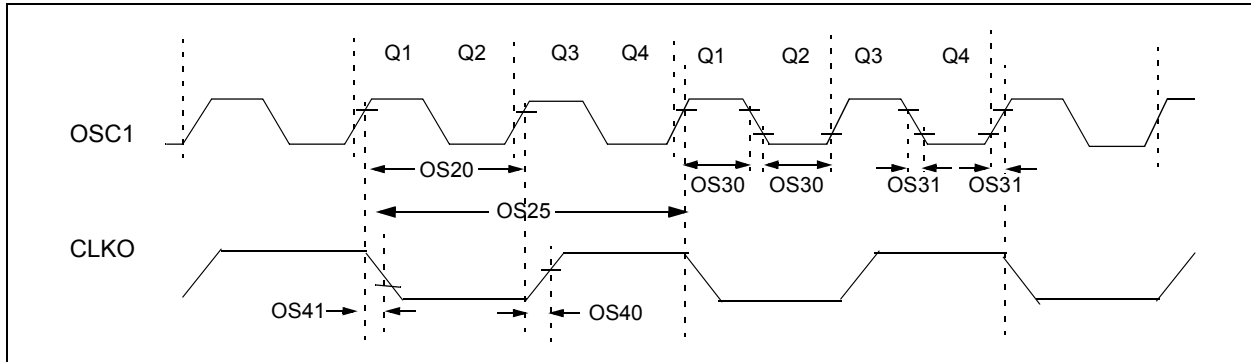 Q1 Q2 Q3 Q4 Q1 Q2 Q3 Q4
OSC1
OS20
OS30 OS30 OS31 OS31
OS25
CLKO
OS41 OS40